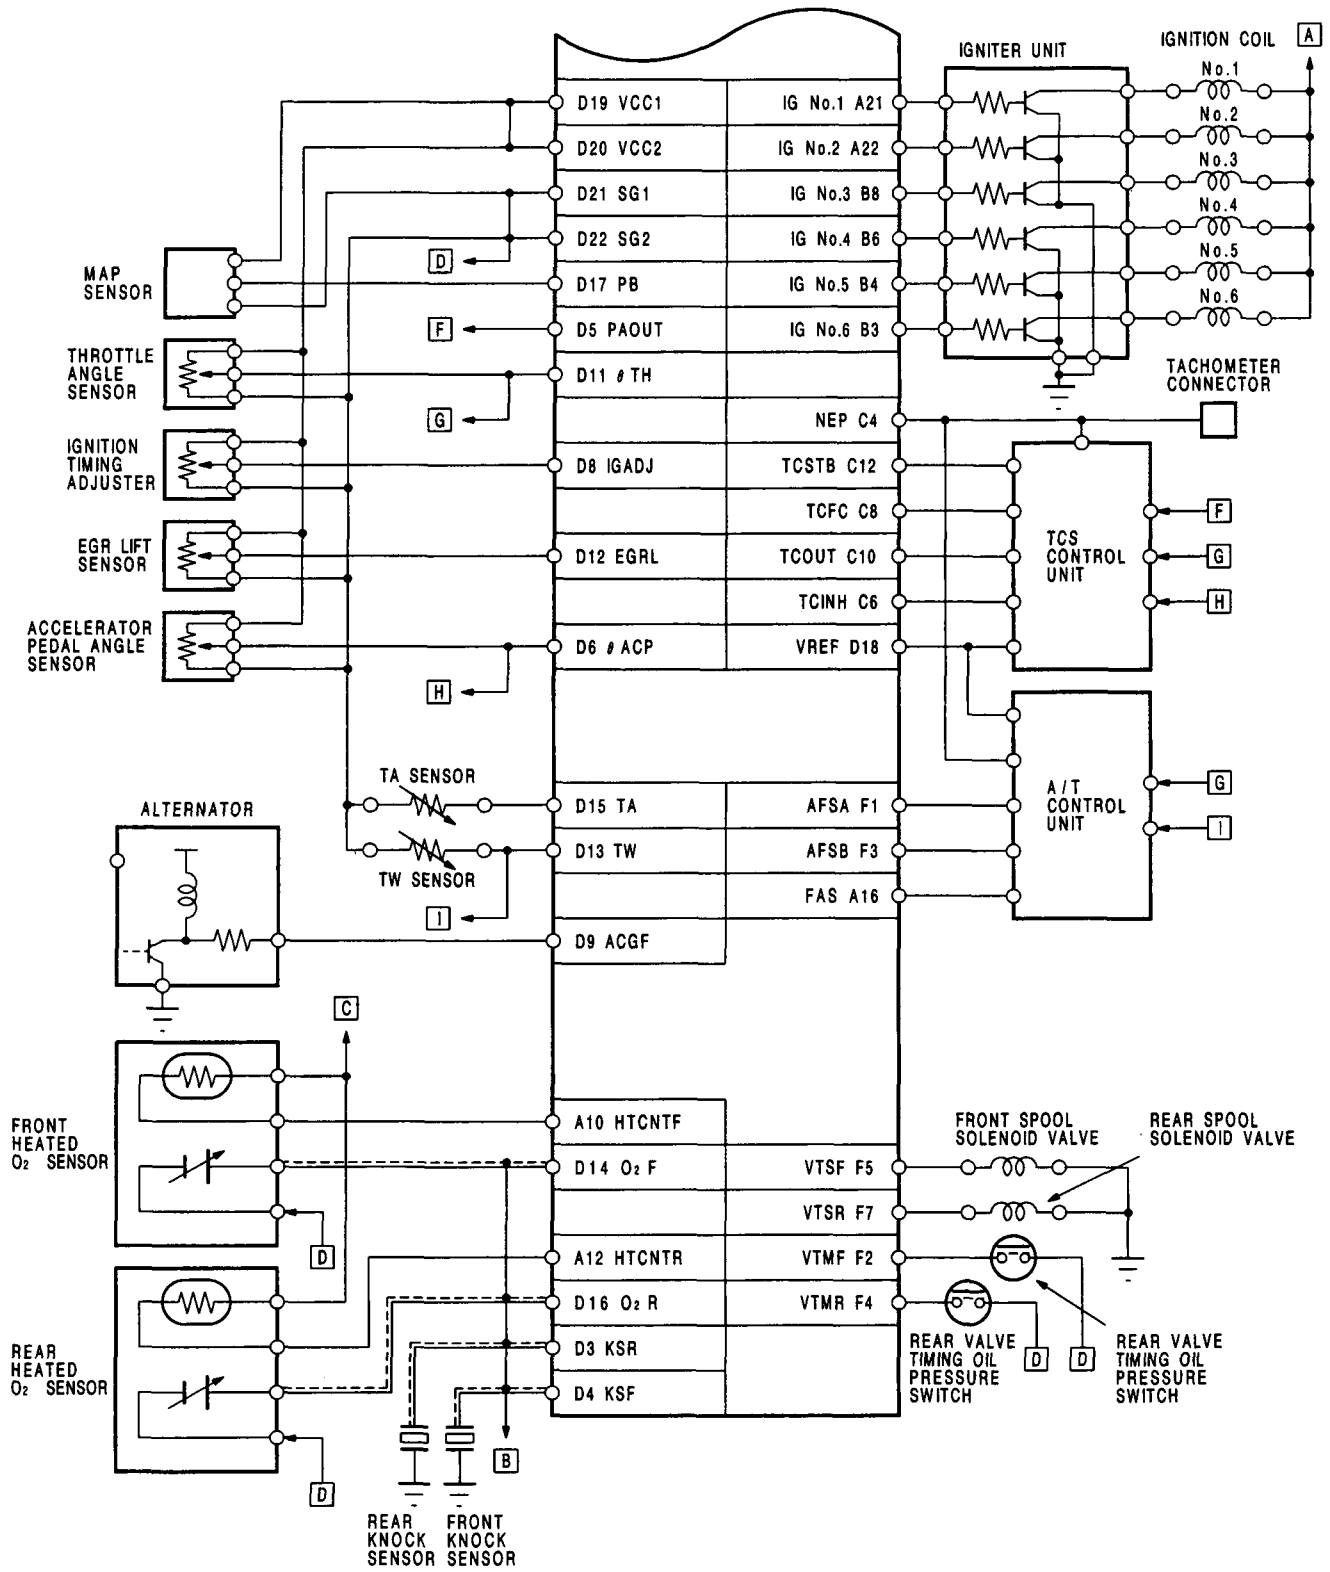 IGNITION COIL
A
IGNITER UNIT
No.1
No.2
No.3
No.4
No.5
No.6
D19 VCC1
D20 VCC2
D21 SG1
D22 SG2
D17 PB
D5 PAOUT
D11 θ TH
D8 IGADJ
D12 EGRL
D6 θ ACP
D15 TA
D13 TW
D9 ACGF
A10 HTCNTF
D14 O₂ F
A12 HTCNTR
D16 O₂ R
D3 KSR
D4 KSF
IG No.1 A21
IG No.2 A22
IG No.3 B8
IG No.4 B6
IG No.5 B4
IG No.6 B3
NEP C4
TCSTB C12
TCFC C8
TCOUT C10
TCINH C6
VREF D18
AFSA F1
AFSB F3
FAS A16
VTSF F5
VTSR F7
VTMF F2
VTMR F4
MAP
SENSOR
THROTTLE
ANGLE
SENSOR
IGNITION
TIMING
ADJUSTER
EGR LIFT
SENSOR
ACCELERATOR
PEDAL ANGLE
SENSOR
D
F
G
H
TA SENSOR
TW SENSOR
I
ALTERNATOR
C
FRONT
HEATED
O₂ SENSOR
D
REAR
HEATED
O₂ SENSOR
D
B
REAR
KNOCK
SENSOR
FRONT
KNOCK
SENSOR
TACHOMETER
CONNECTOR
TCS
CONTROL
UNIT
F
G
H
A/T
CONTROL
UNIT
G
I
FRONT SPOOL
SOLENOID VALVE
REAR SPOOL
SOLENOID VALVE
REAR VALVE
TIMING OIL
PRESSURE
SWITCH
D
D
REAR VALVE
TIMING OIL
PRESSURE
SWITCH